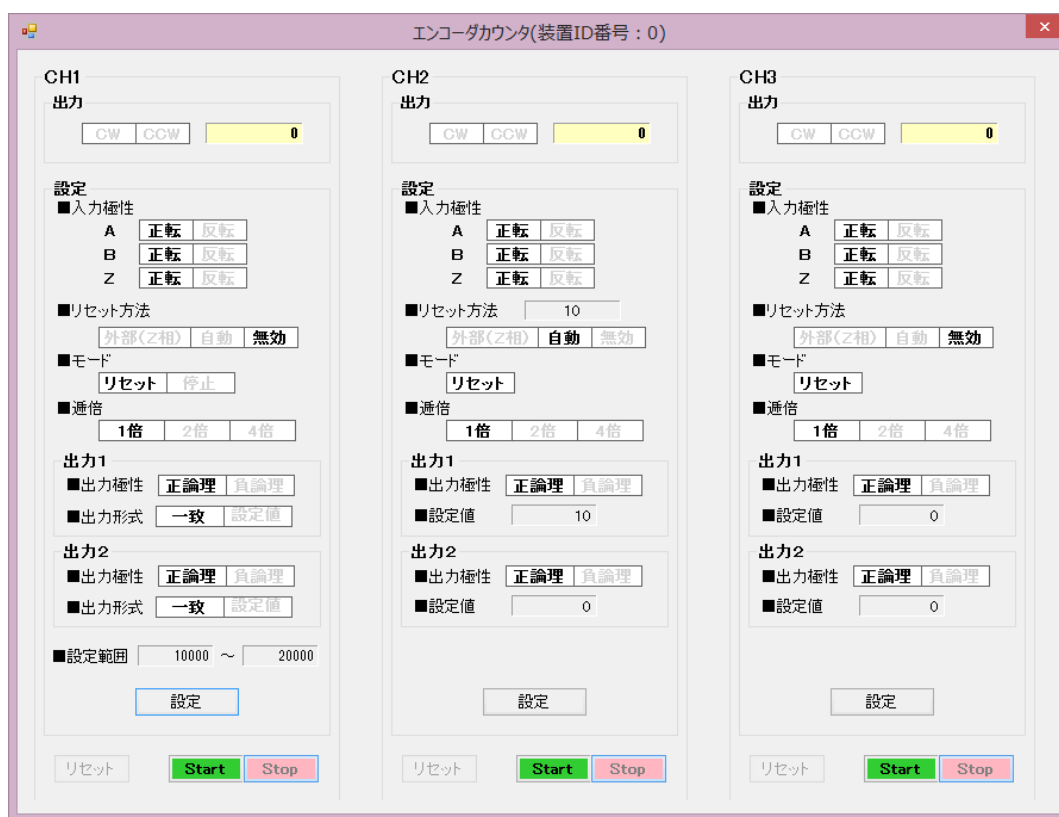 エンコーダカウンタ(装置ID番号：0)
×
CH1
出力
CW CCW 0
設定
■入力極性
A 正転 反転
B 正転 反転
Z 正転 反転
■リセット方法
外部(Z相) 自動 無効
■モード
リセット 停止
■逓倍
1倍 2倍 4倍
出力1
■出力極性 正論理 負論理
■出力形式 一致 設定値
出力2
■出力極性 正論理 負論理
■出力形式 一致 設定値
■設定範囲 10000 ～ 20000
設定
リセット Start Stop
CH2
出力
CW CCW 0
設定
■入力極性
A 正転 反転
B 正転 反転
Z 正転 反転
■リセット方法 10
外部(Z相) 自動 無効
■モード
リセット
■逓倍
1倍 2倍 4倍
出力1
■出力極性 正論理 負論理
■設定値 10
出力2
■出力極性 正論理 負論理
■設定値 0
設定
リセット Start Stop
CH3
出力
CW CCW 0
設定
■入力極性
A 正転 反転
B 正転 反転
Z 正転 反転
■リセット方法
外部(Z相) 自動 無効
■モード
リセット
■逓倍
1倍 2倍 4倍
出力1
■出力極性 正論理 負論理
■設定値 0
出力2
■出力極性 正論理 負論理
■設定値 0
設定
リセット Start Stop